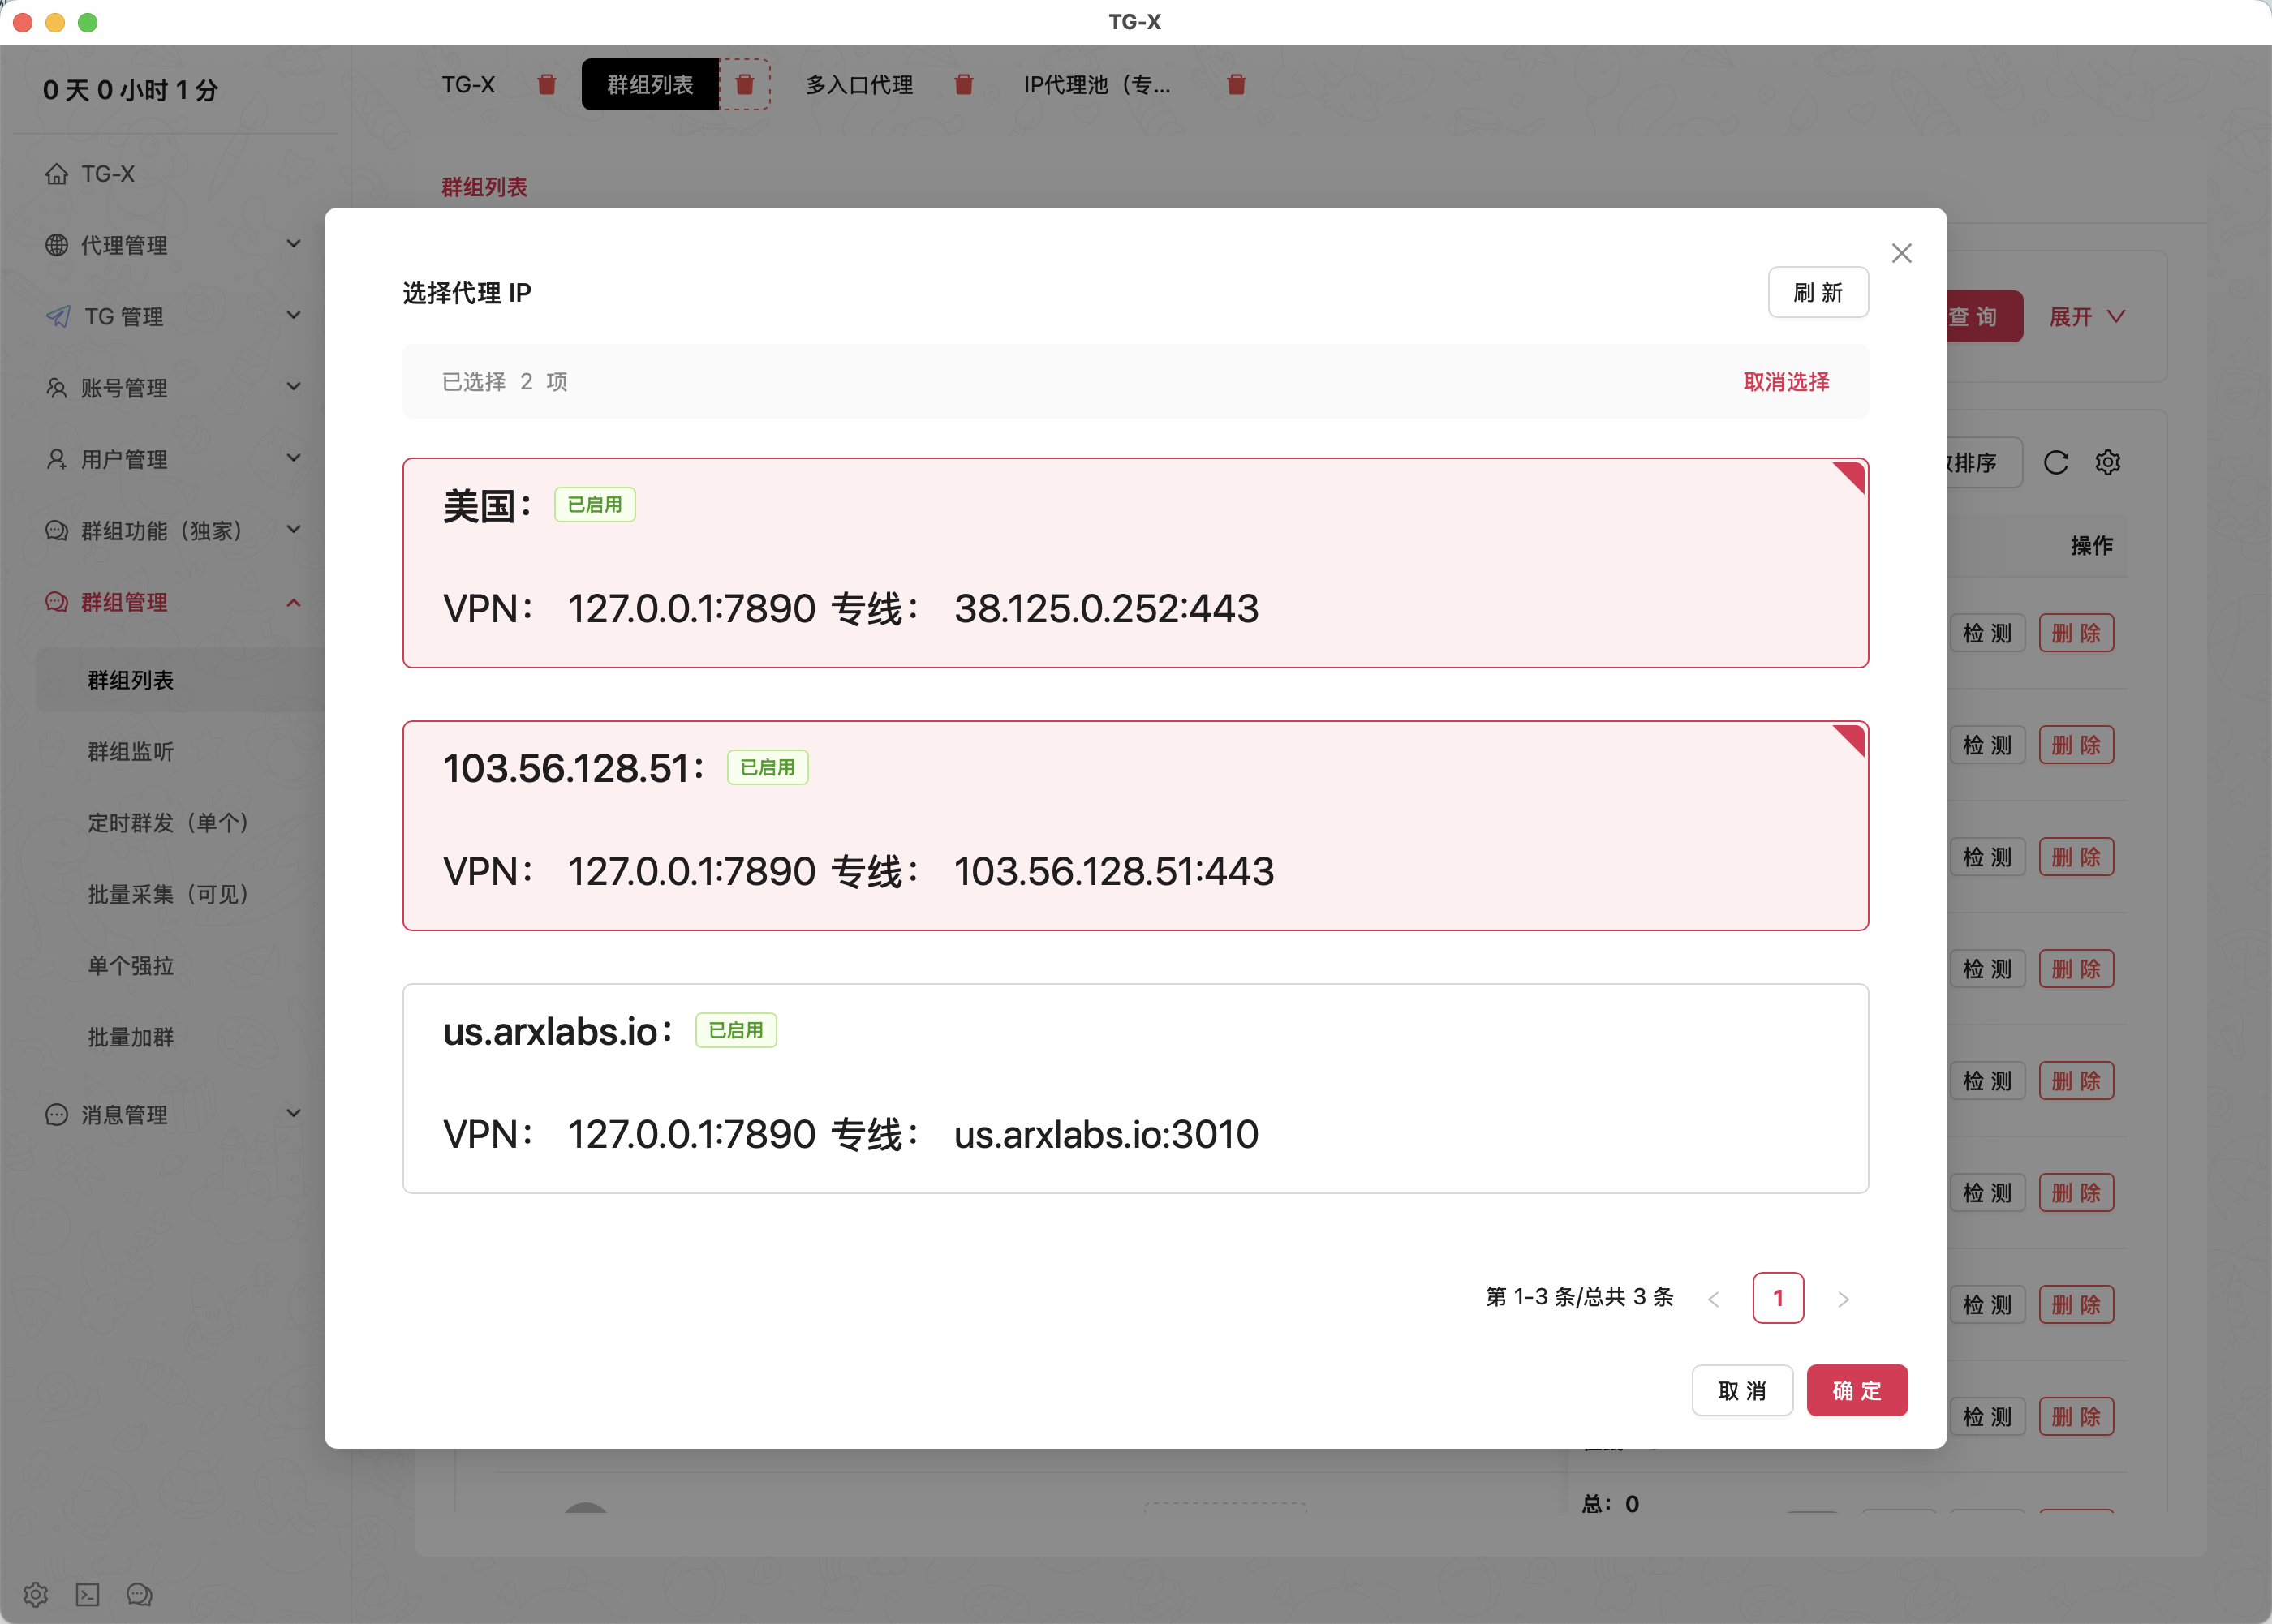 TG-X
0 天 0 小时 1 分
TG-X
群组列表
多入口代理
IP代理池（专...
TG-X
代理管理
TG 管理
账号管理
用户管理
群组功能（独家）
群组管理
群组列表
群组监听
定时群发（单个）
批量采集（可见）
单个强拉
批量加群
消息管理
群组列表
查 询
展开
排序
操作
选择代理 IP
刷 新
已选择 2 项
取消选择
美国： 已启用
VPN： 127.0.0.1:7890 专线： 38.125.0.252:443
103.56.128.51： 已启用
VPN： 127.0.0.1:7890 专线： 103.56.128.51:443
us.arxlabs.io： 已启用
VPN： 127.0.0.1:7890 专线： us.arxlabs.io:3010
第 1-3 条/总共 3 条
1
取 消
确 定
检 测 删 除
检 测 删 除
检 测 删 除
检 测 删 除
检 测 删 除
检 测 删 除
检 测 删 除
检 测 删 除
总： 0